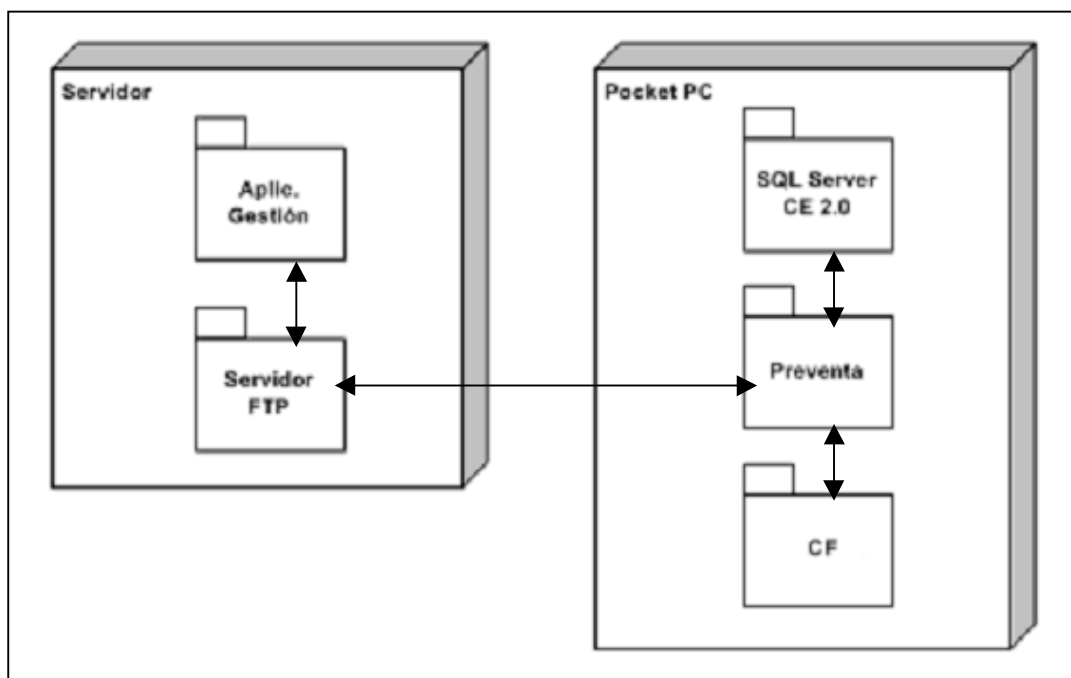 Servidor
Aplic.
Gestión
Servidor
FTP
Pocket PC
SQL Server
CE 2.0
Preventa
CF